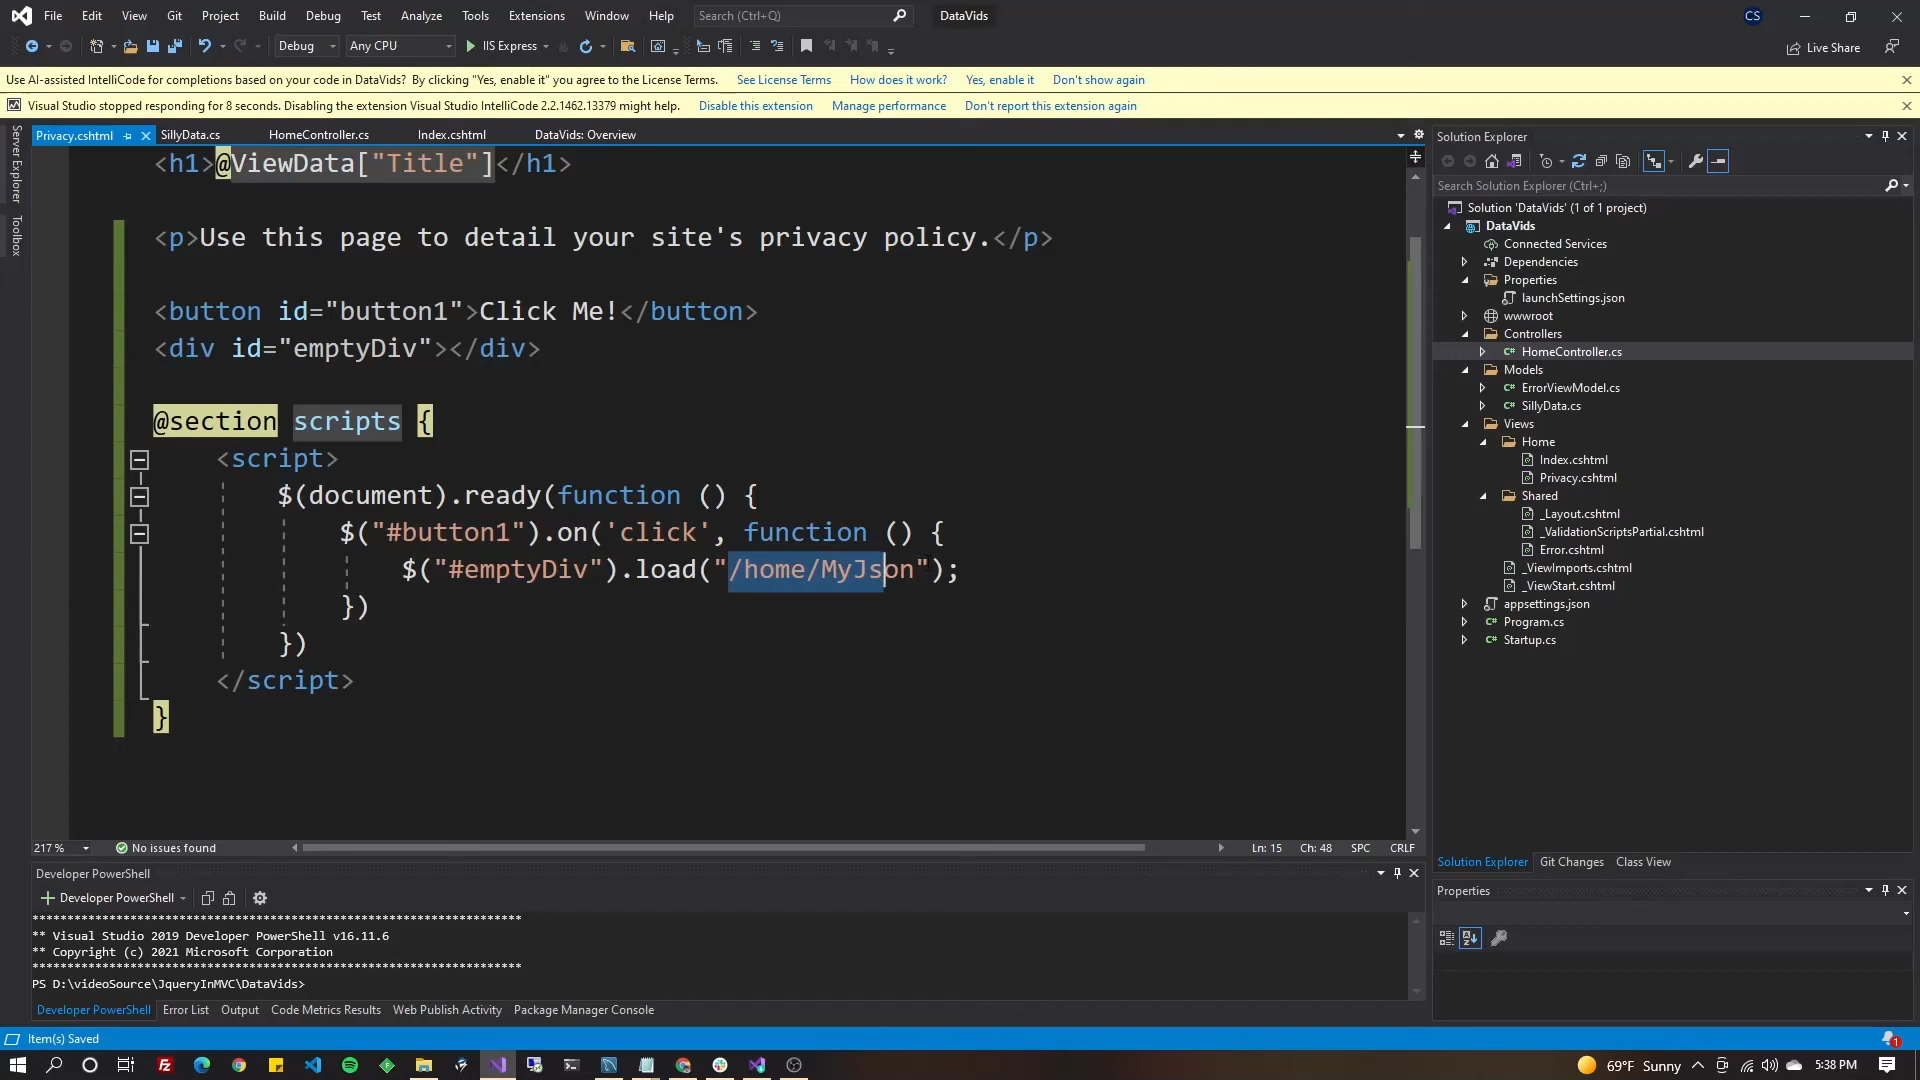 File Edit View Git Project Build Debug Test Analyze Tools Extensions Window Help Search (Ctrl+Q) DataVids CS
Debug Any CPU IIS Express Live Share
Use AI-assisted IntelliCode for completions based on your code in DataVids? By clicking "Yes, enable it" you agree to the License Terms. See License Terms How does it work? Yes, enable it Don't show again
Visual Studio stopped responding for 8 seconds. Disabling the extension Visual Studio IntelliCode 2.2.1462.13379 might help. Disable this extension Manage performance Don't report this extension again
Server Explorer
Toolbox
Privacy.cshtml SillyData.cs HomeController.cs Index.cshtml DataVids: Overview
<h1>@ViewData["Title"]</h1>
<p>Use this page to detail your site's privacy policy.</p>
<button id="button1">Click Me!</button>
<div id="emptyDiv"></div>
@section scripts {
<script>
$(document).ready(function () {
$("#button1").on('click', function () {
$("#emptyDiv").load("/home/MyJson");
})
})
</script>
}
217 % No issues found Ln: 15 Ch: 48 SPC CRLF
Developer PowerShell
Developer PowerShell
**********************************************************************
** Visual Studio 2019 Developer PowerShell v16.11.6
** Copyright (c) 2021 Microsoft Corporation
**********************************************************************
PS D:\videoSource\JqueryInMVC\DataVids>
Developer PowerShell Error List Output Code Metrics Results Web Publish Activity Package Manager Console
Solution Explorer
Search Solution Explorer (Ctrl+;)
Solution 'DataVids' (1 of 1 project)
DataVids
Connected Services
Dependencies
Properties
launchSettings.json
wwwroot
Controllers
C# HomeController.cs
Models
C# ErrorViewModel.cs
C# SillyData.cs
Views
Home
Index.cshtml
Privacy.cshtml
Shared
_Layout.cshtml
_ValidationScriptsPartial.cshtml
Error.cshtml
_ViewImports.cshtml
_ViewStart.cshtml
appsettings.json
C# Program.cs
C# Startup.cs
Solution Explorer Git Changes Class View
Properties
Item(s) Saved 1
69°F Sunny 5:38 PM